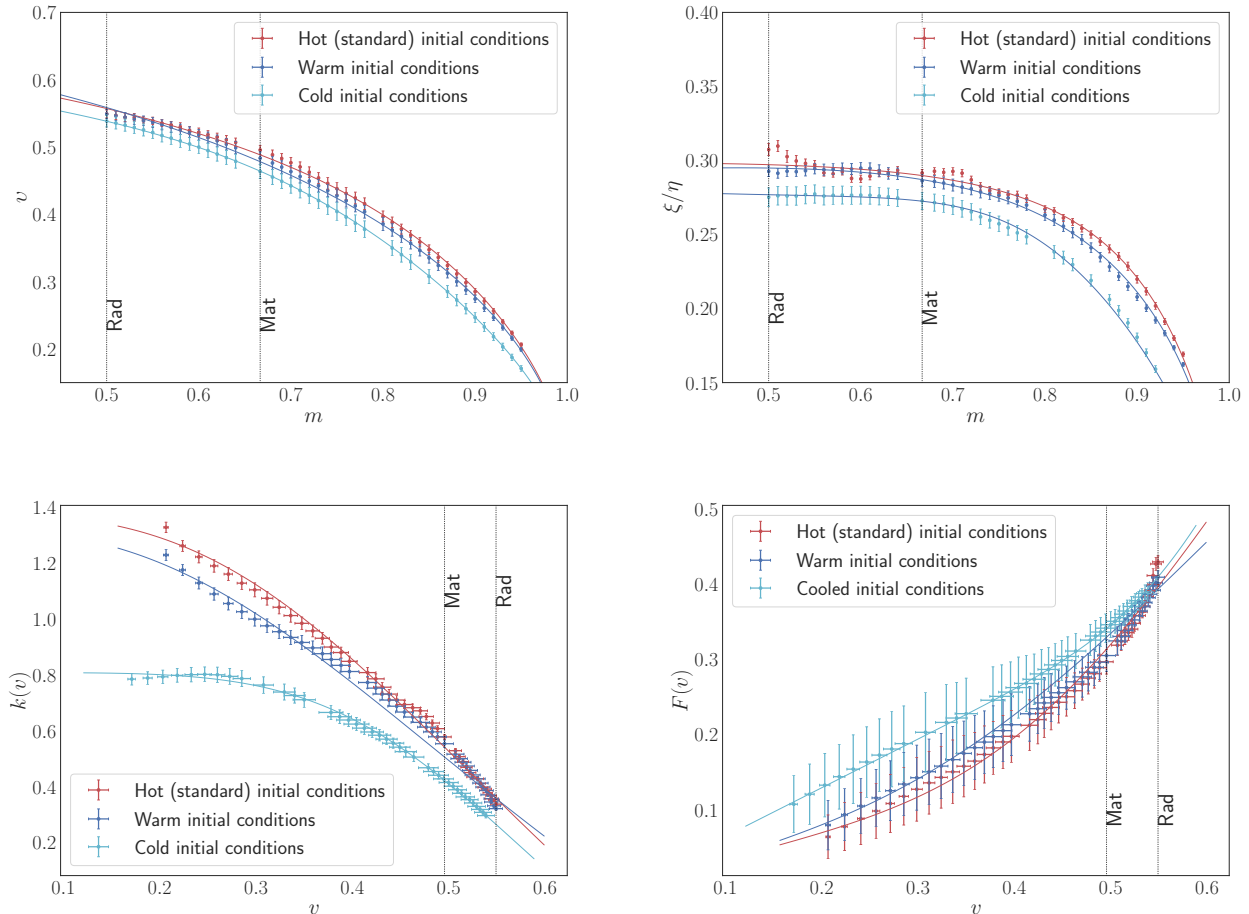 0.7
0.6
0.5
0.4
0.3
0.2
v
Hot (standard) initial conditions
Warm initial conditions
Cold initial conditions
Rad
Mat
0.5 0.6 0.7 0.8 0.9 1.0
m
0.40
0.35
0.30
0.25
0.20
0.15
ξ/η
Hot (standard) initial conditions
Warm initial conditions
Cold initial conditions
Rad
Mat
0.5 0.6 0.7 0.8 0.9 1.0
m
1.4
1.2
1.0
0.8
0.6
0.4
0.2
k(v)
Mat
Rad
Hot (standard) initial conditions
Warm initial conditions
Cold initial conditions
0.1 0.2 0.3 0.4 0.5 0.6
v
0.5
0.4
0.3
0.2
0.1
F(v)
Hot (standard) initial conditions
Warm initial conditions
Cooled initial conditions
Mat
Rad
0.1 0.2 0.3 0.4 0.5 0.6
v